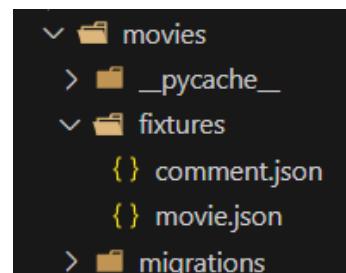 movies
__pycache__
fixtures
{} comment.json
{} movie.json
migrations